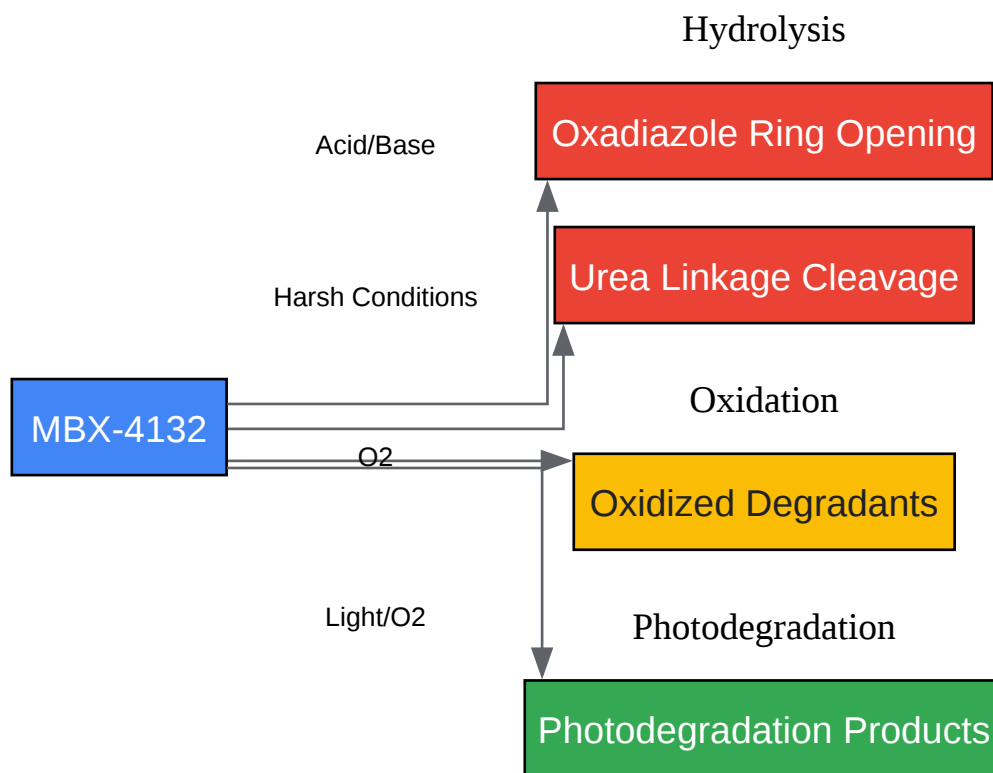 Hydrolysis
Oxadiazole Ring Opening
Acid/Base
Urea Linkage Cleavage
Harsh Conditions
Oxidation
MBX-4132
O2
Oxidized Degradants
Light/O2
Photodegradation
Photodegradation Products